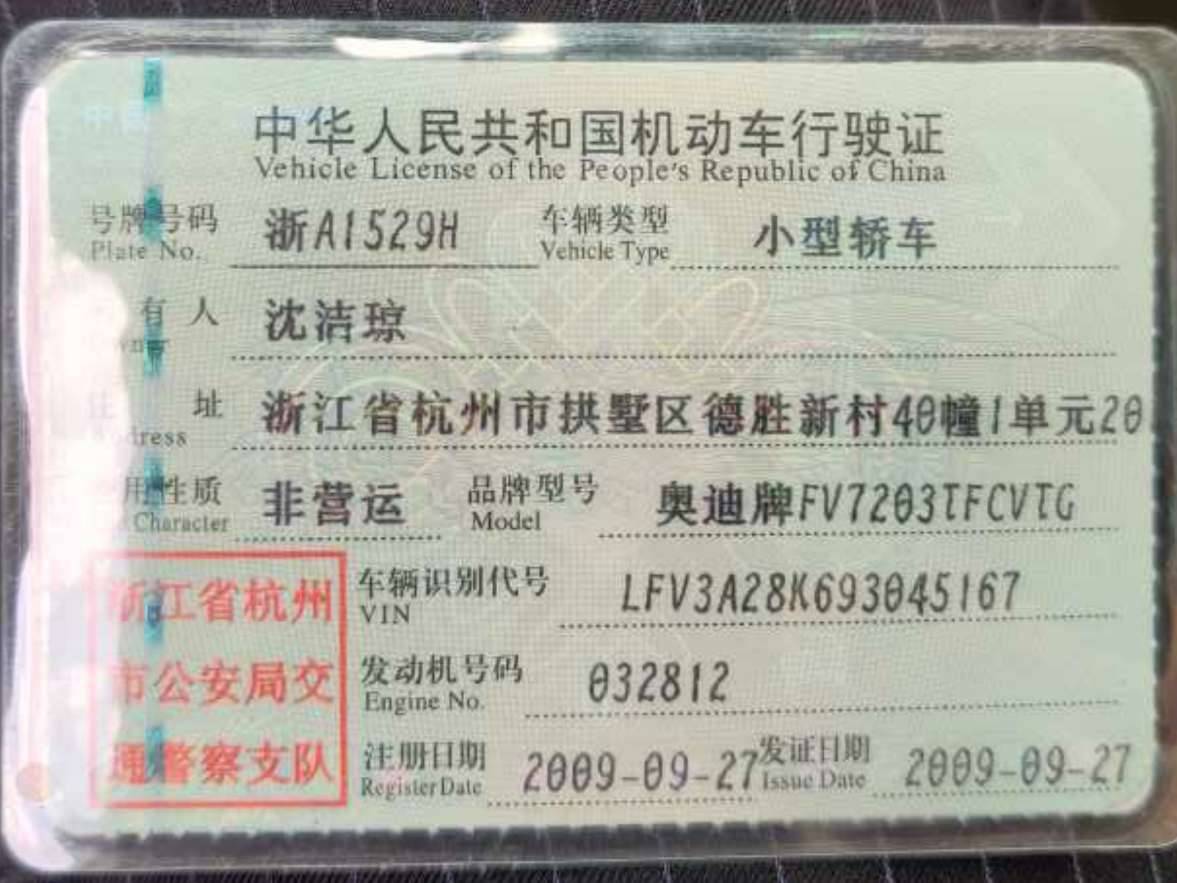 中华人民共和国机动车行驶证
Vehicle License of the People's Republic of China
号牌号码 浙A1529H 车辆类型 小型轿车
Plate No. Vehicle Type
有人 沈洁琼
址 浙江省杭州市拱墅区德胜新村40幢1单元20
Address
用性质 非营运 品牌型号 奥迪牌FV7203TFCVTG
Character Model
浙江省杭州 车辆识别代号 LFV3A28K693045167
VIN
市公安局交 发动机号码 032812
Engine No.
通警察支队 注册日期 2009-09-27 发证日期 2009-09-27
Register Date Issue Date